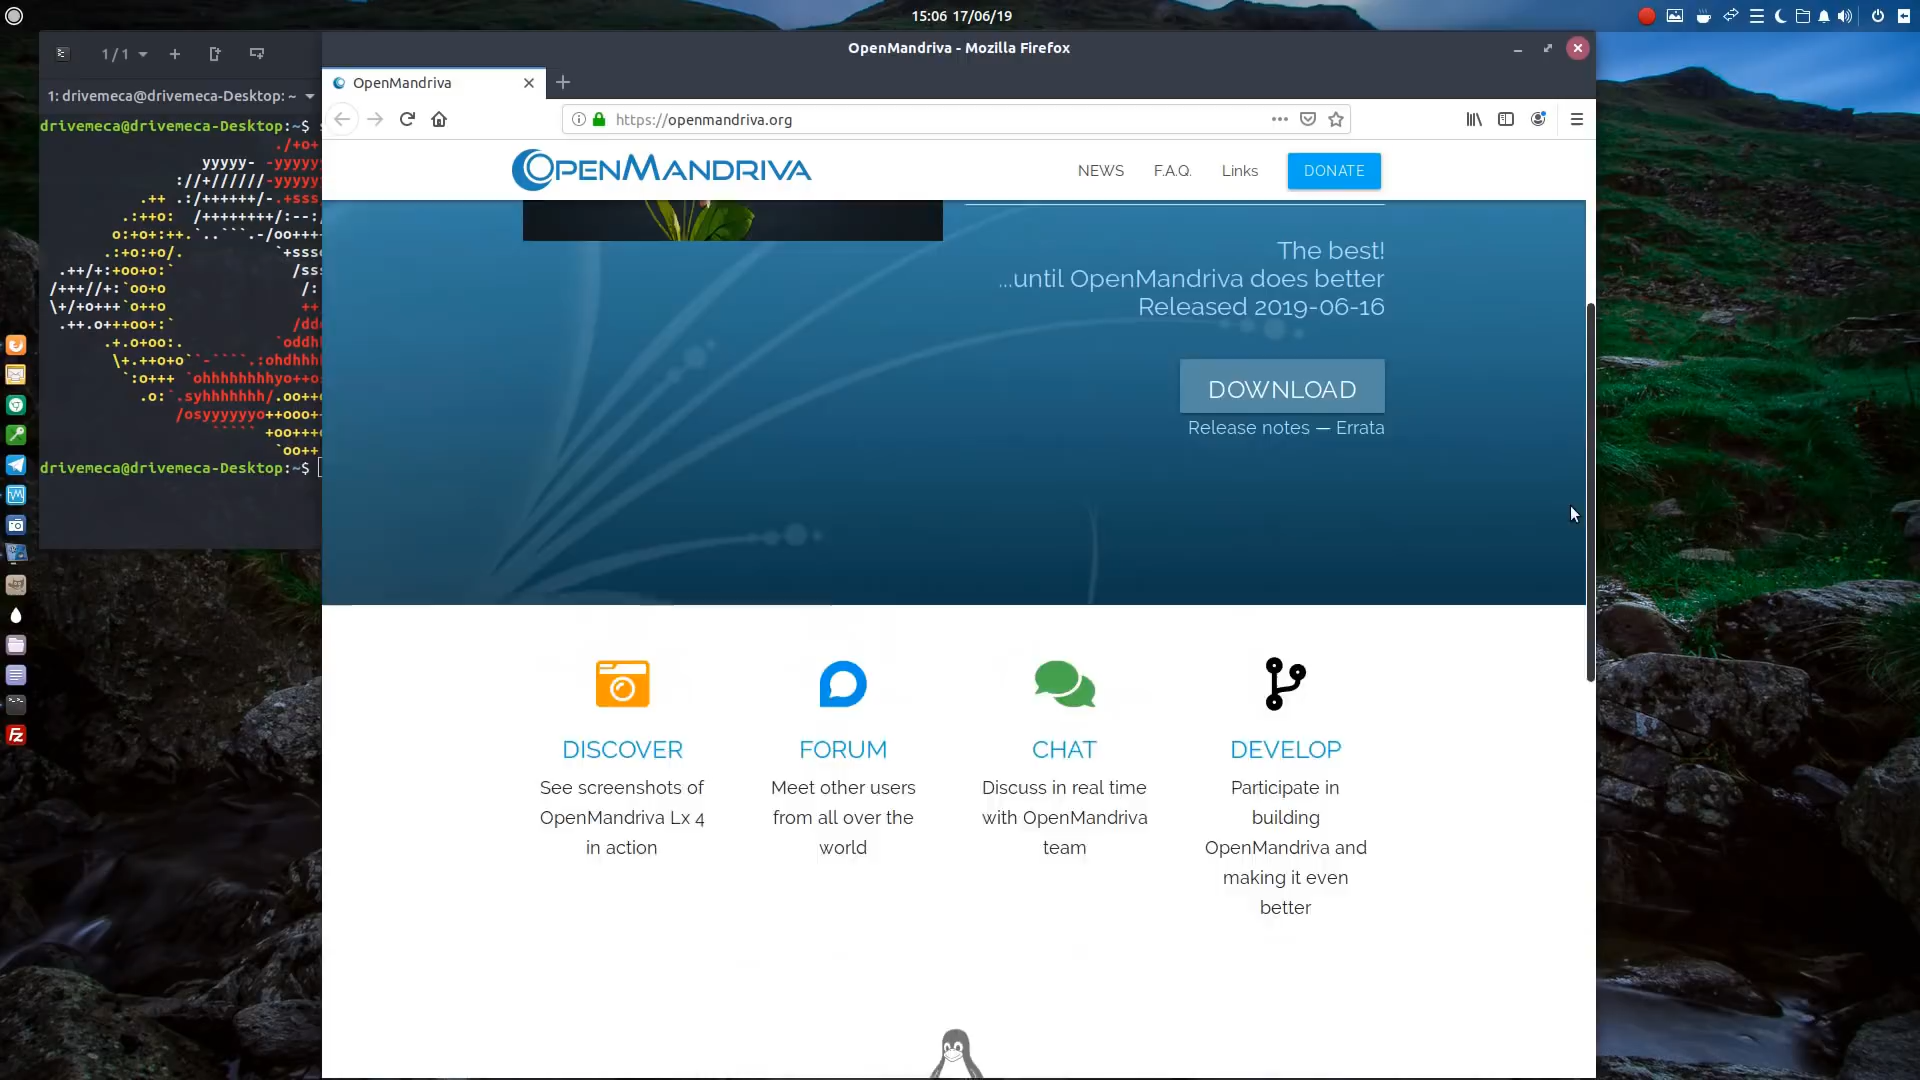 15:06 17/06/19
1/1
OpenMandriva - Mozilla Firefox
OpenMandriva
1: drivemeca@drivemeca-Desktop: ~
https://openmandriva.org
drivemeca@drivemeca-Desktop:~$
OPENMANDRIVA
NEWS
F.A.Q.
Links
DONATE
The best!
...until OpenMandriva does better
Released 2019-06-16
DOWNLOAD
Release notes — Errata
drivemeca@drivemeca-Desktop:~$
DISCOVER
See screenshots of
OpenMandriva Lx 4
in action
FORUM
Meet other users
from all over the
world
CHAT
Discuss in real time
with OpenMandriva
team
DEVELOP
Participate in
building
OpenMandriva and
making it even
better